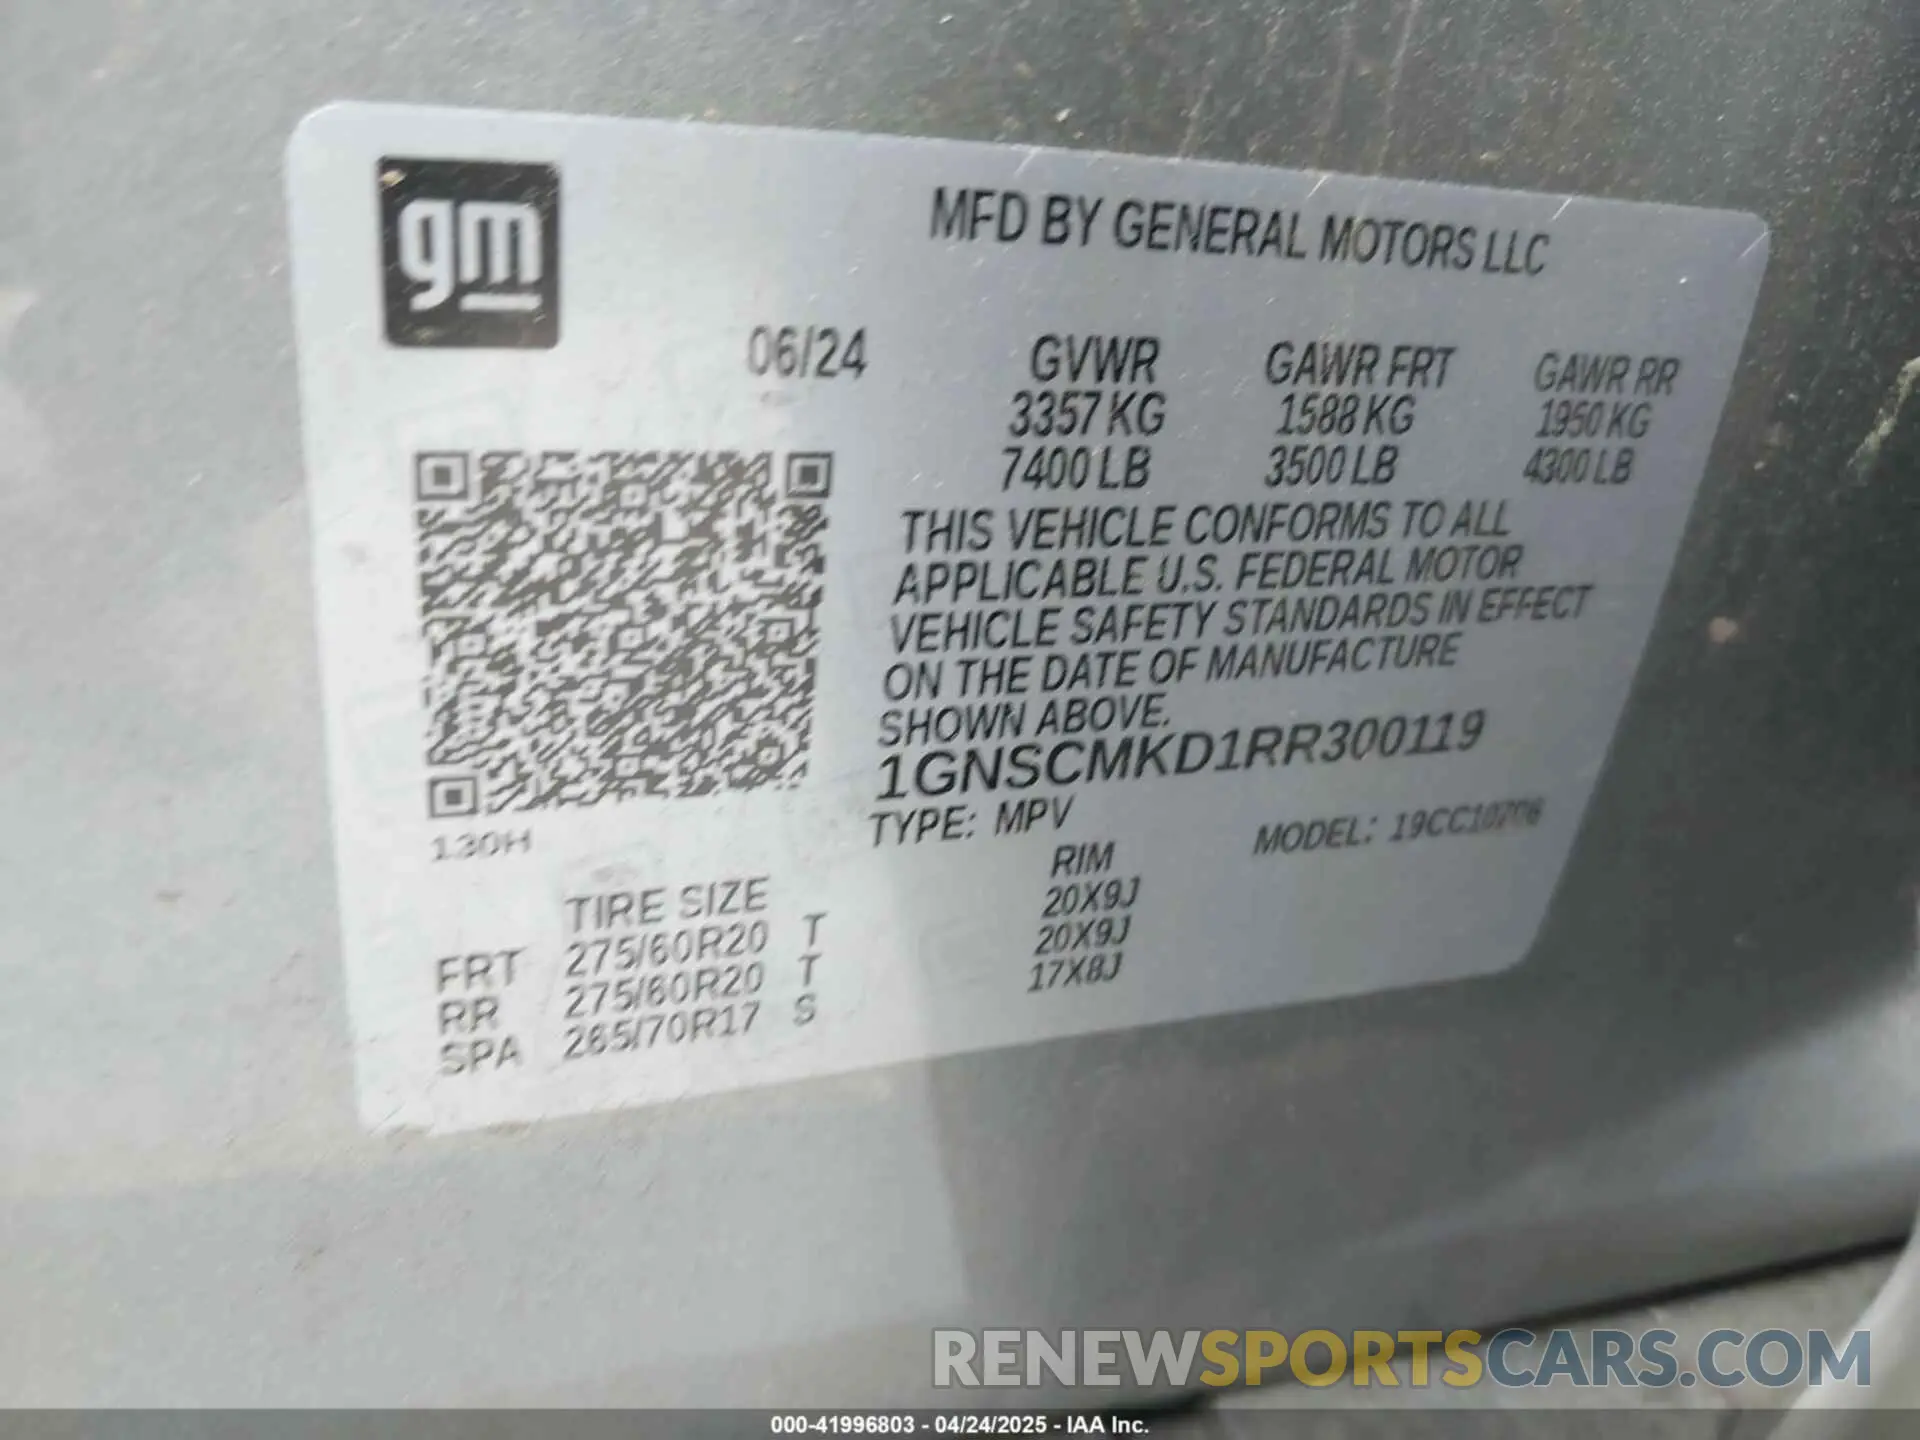 gm
MFD BY GENERAL MOTORS LLC
06/24
GVWR GAWR FRT GAWR RR
3357 KG 1588 KG 1950 KG
7400 LB 3500 LB 4300 LB
THIS VEHICLE CONFORMS TO ALL
APPLICABLE U.S. FEDERAL MOTOR
VEHICLE SAFETY STANDARDS IN EFFECT
ON THE DATE OF MANUFACTURE
SHOWN ABOVE.
1GNSCMKD1RR300119
TYPE: MPV MODEL: 19CC10706
130H
TIRE SIZE RIM
FRT 275/60R20 T 20X9J
RR 275/60R20 T 20X9J
SPA 265/70R17 S 17X8J
RENEWSPORTSCARS.COM
000-41996803 - 04/24/2025 - IAA Inc.